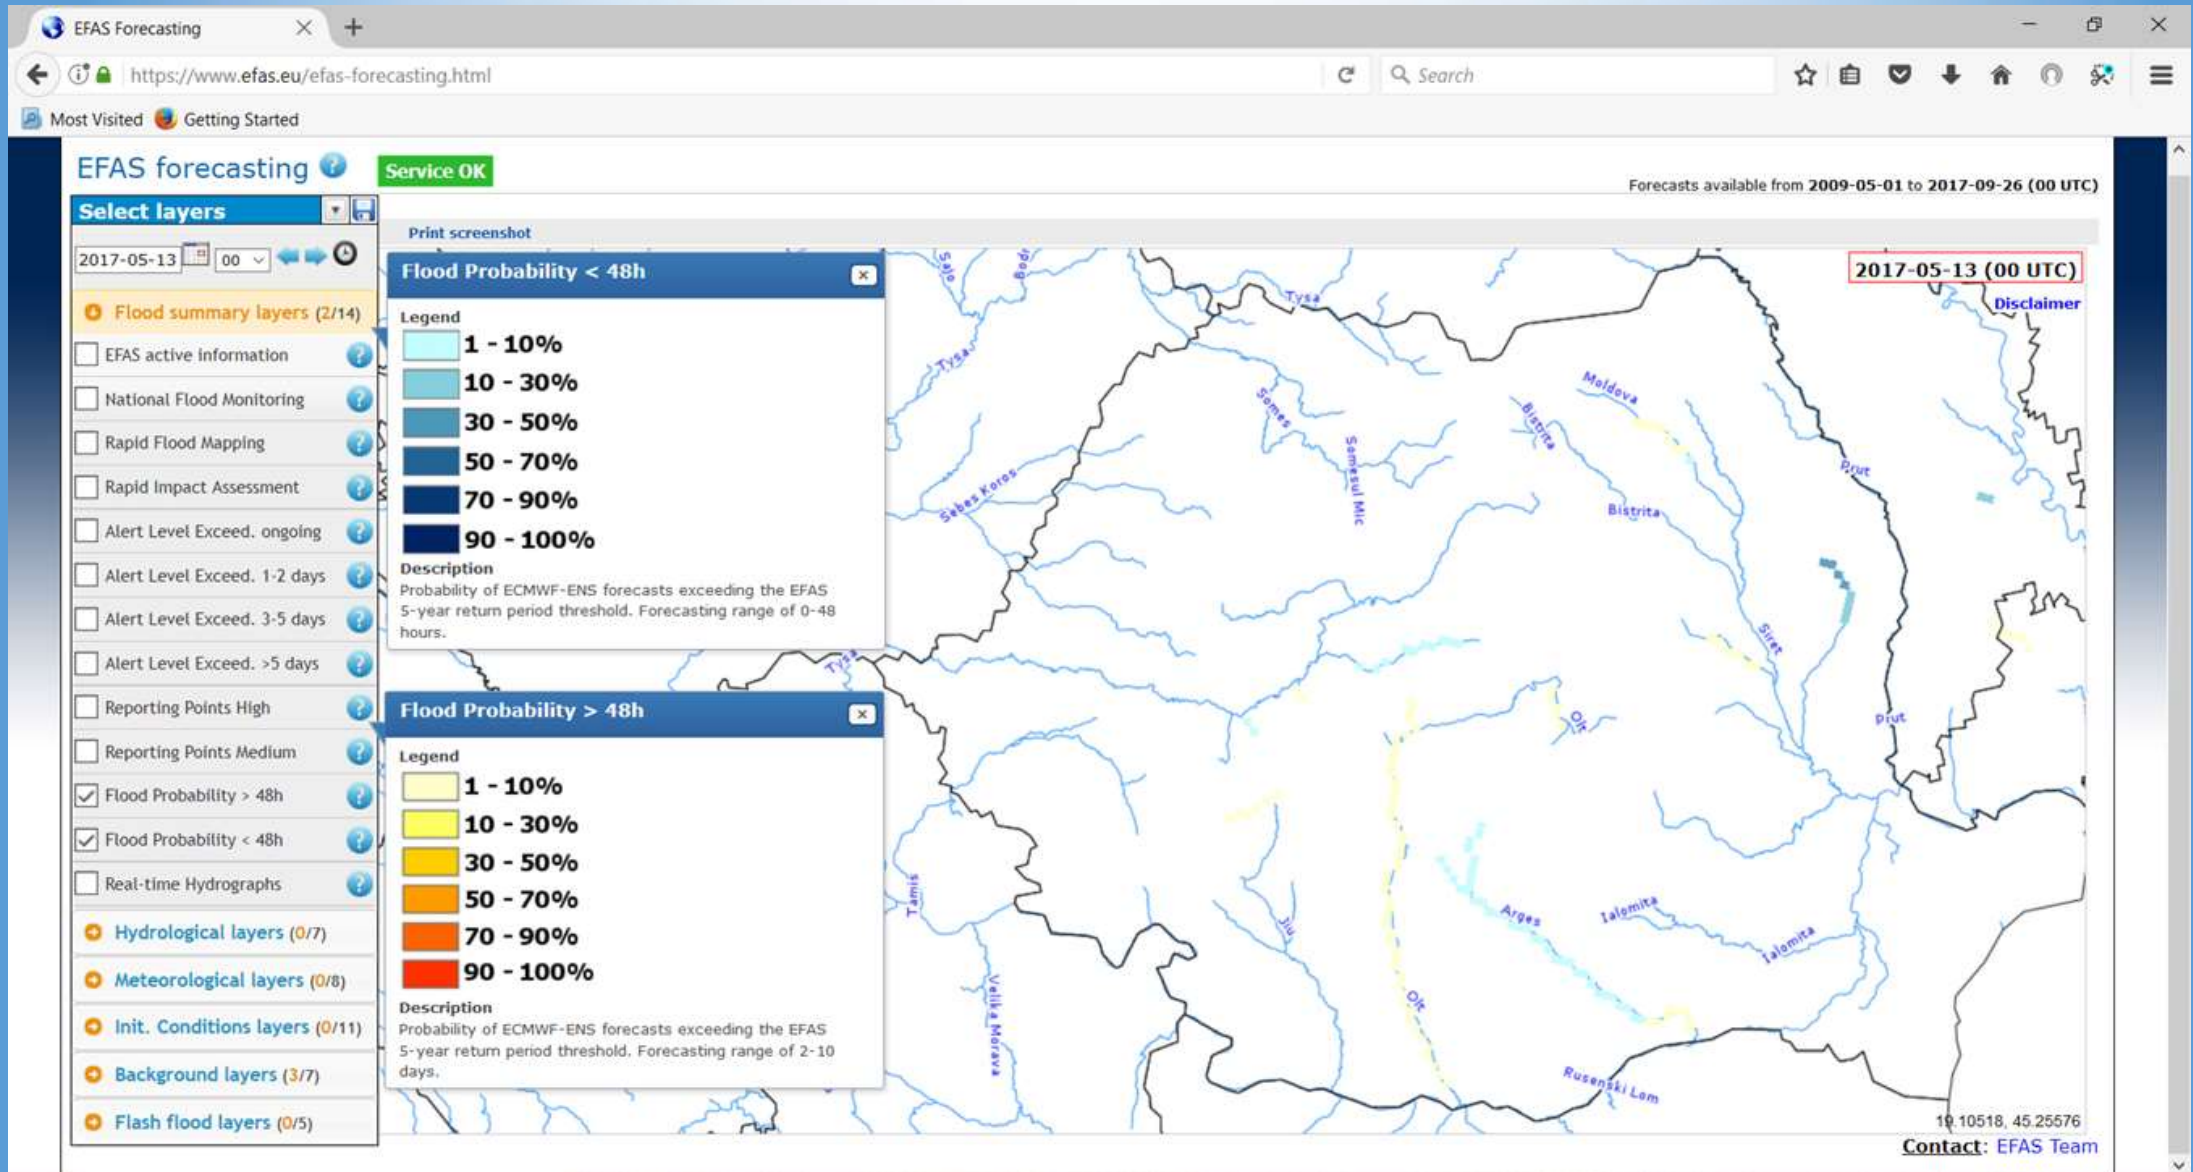 EFAS Forecasting
https://www.efas.eu/efas-forecasting.html
Search
Most Visited Getting Started
EFAS forecasting
Service OK
Forecasts available from 2009-05-01 to 2017-09-26 (00 UTC)
Select layers
2017-05-13 00
Flood summary layers (2/14)
EFAS active information
National Flood Monitoring
Rapid Flood Mapping
Rapid Impact Assessment
Alert Level Exceed. ongoing
Alert Level Exceed. 1-2 days
Alert Level Exceed. 3-5 days
Alert Level Exceed. >5 days
Reporting Points High
Reporting Points Medium
Flood Probability > 48h
Flood Probability < 48h
Real-time Hydrographs
Hydrological layers (0/7)
Meteorological layers (0/8)
Init. Conditions layers (0/11)
Background layers (3/7)
Flash flood layers (0/5)
Print screenshot
Flood Probability < 48h
Legend
1 - 10%
10 - 30%
30 - 50%
50 - 70%
70 - 90%
90 - 100%
Description
Probability of ECMWF-ENS forecasts exceeding the EFAS
5-year return period threshold. Forecasting range of 0-48
hours.
Flood Probability > 48h
Legend
1 - 10%
10 - 30%
30 - 50%
50 - 70%
70 - 90%
90 - 100%
Description
Probability of ECMWF-ENS forecasts exceeding the EFAS
5-year return period threshold. Forecasting range of 2-10
days.
2017-05-13 (00 UTC)
Disclaimer
Sajo
Tysa
Tysa
Moldova
Somes
Bistrita
Somesul Mic
Prut
Sebes Koros
Bistrita
Siret
Tysa
Olt
Prut
Tamis
Jiu
Arges
Ialomita
Ialomita
Velika Morava
Olt
Rusenski Lom
19.10518, 45.25576
Contact: EFAS Team